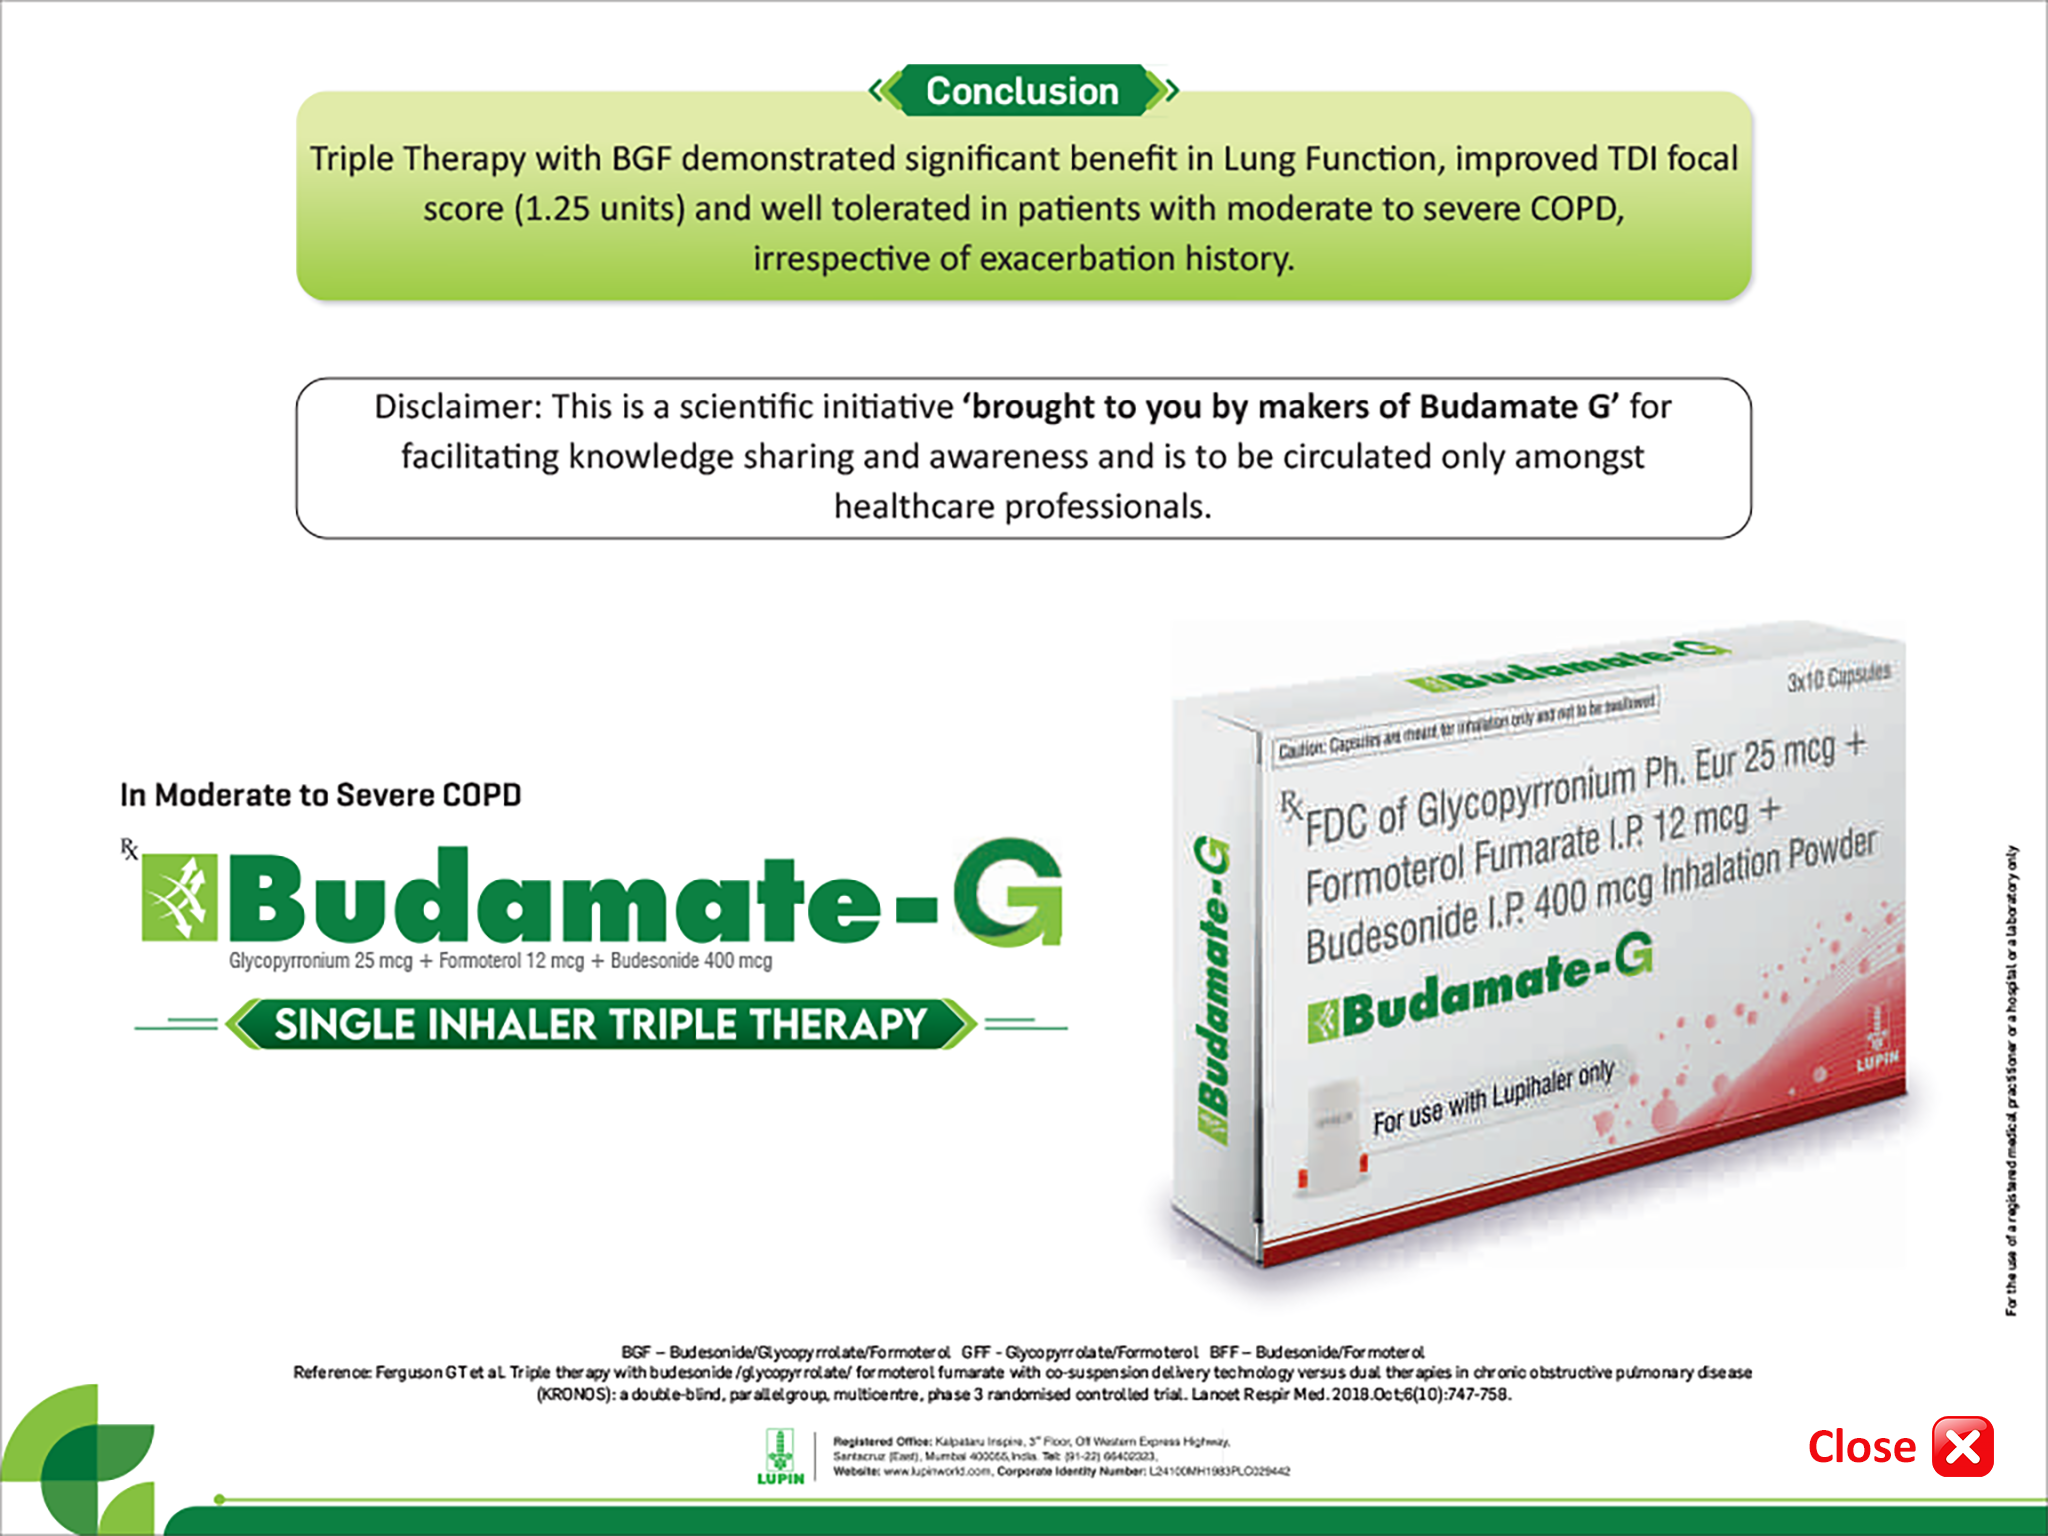 Conclusion
Triple Therapy with BGF demonstrated significant benefit in Lung Function, improved TDI focal
score (1.25 units) and well tolerated in patients with moderate to severe COPD,
irrespective of exacerbation history.
Disclaimer: This is a scientific initiative ‘brought to you by makers of Budamate G’ for
facilitating knowledge sharing and awareness and is to be circulated only amongst
healthcare professionals.
In Moderate to Severe COPD
Rx
Budamate-G
Glycopyrronium 25 mcg + Formoterol 12 mcg + Budesonide 400 mcg
SINGLE INHALER TRIPLE THERAPY
Budamate-G
3x10 Capsules
Caution: Capsules are meant for inhalation only and not to be swallowed
Rx FDC of Glycopyrronium Ph. Eur 25 mcg +
Formoterol Fumarate I.P. 12 mcg +
Budesonide I.P. 400 mcg Inhalation Powder
Budamate-G
For use with Lupihaler only
LUPIN
Budamate-G
For the use of a registered medical practitioner or a hospital or a laboratory only
BGF – Budesonide/Glycopyrrolate/Formoterol GFF - Glycopyrrolate/Formoterol BFF – Budesonide/Formoterol
Reference: Ferguson GT et al. Triple therapy with budesonide/glycopyrrolate/formoterol fumarate with co-suspension delivery technology versus dual therapies in chronic obstructive pulmonary disease
(KRONOS): a double-blind, parallel group, multicentre, phase 3 randomised controlled trial. Lancet Respir Med. 2018.Oct;6(10):747-758.
LUPIN
Registered Office: Kalpataru Inspire, 3rd Floor, Off Western Express Highway,
Santacruz (East), Mumbai 400055, India. Tel: (91-22) 66402323,
Website: www.lupinworld.com, Corporate Identity Number: L24100MH1983PLC029442
Close